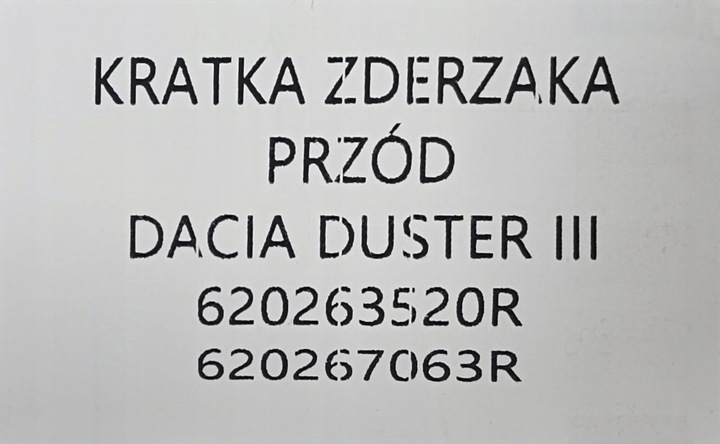 KRATKA ZDERZAKA
PRZÓD
DACIA DUSTER III
620263520R
620267063R